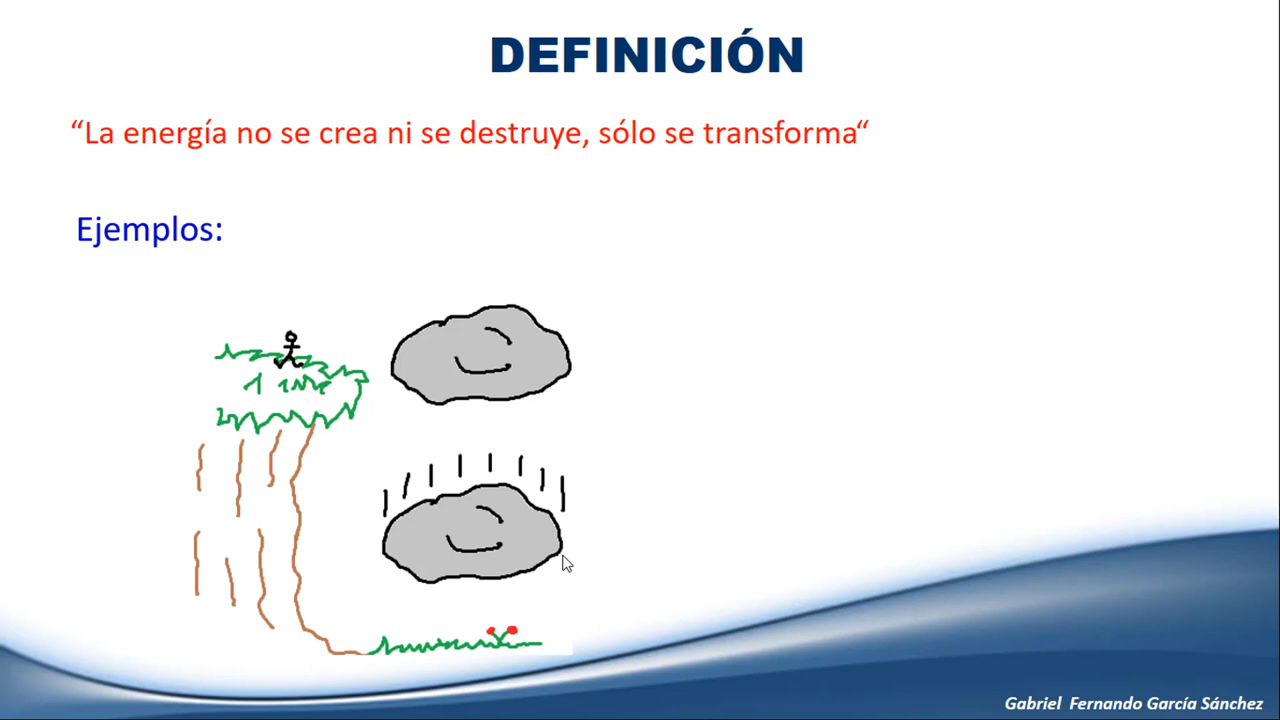 DEFINICIÓN
“La energía no se crea ni se destruye, sólo se transforma“
Ejemplos:
Gabriel Fernando García Sánchez